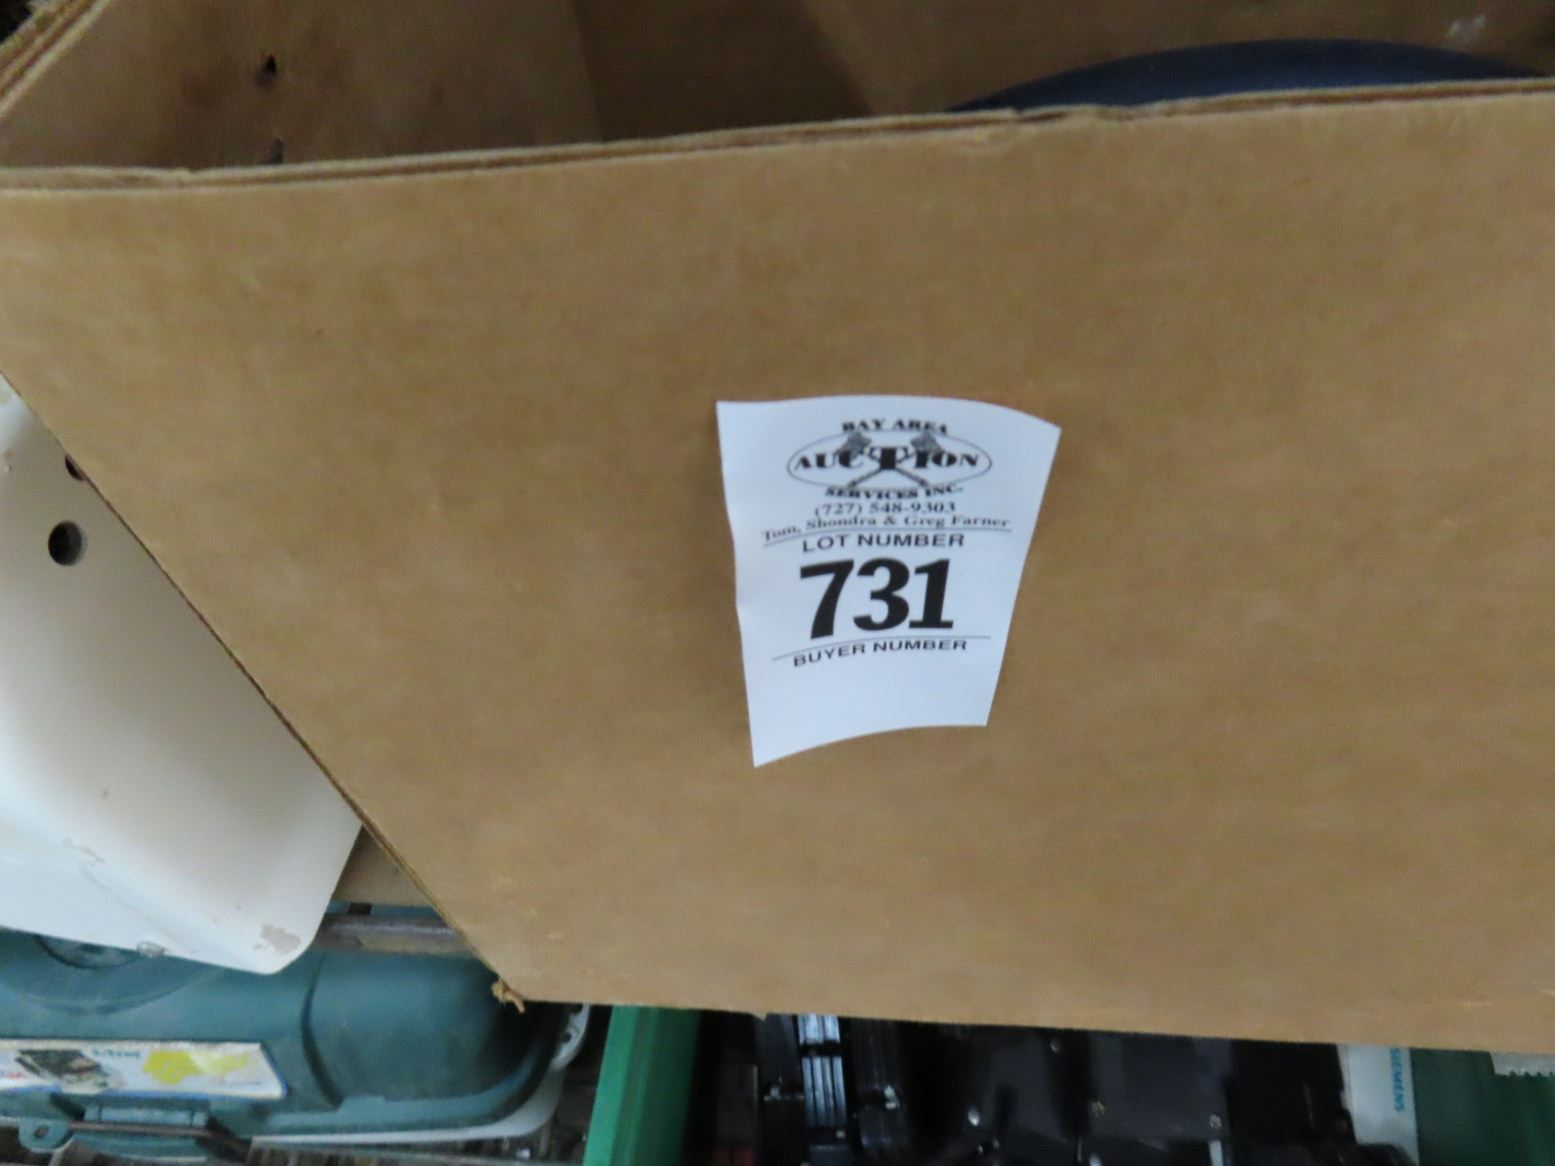 BAY AREA
AUCTION
SERVICES INC.
(727) 548-9303
Tom, Shondra & Greg Farner
LOT NUMBER
731
BUYER NUMBER
SIEMENS